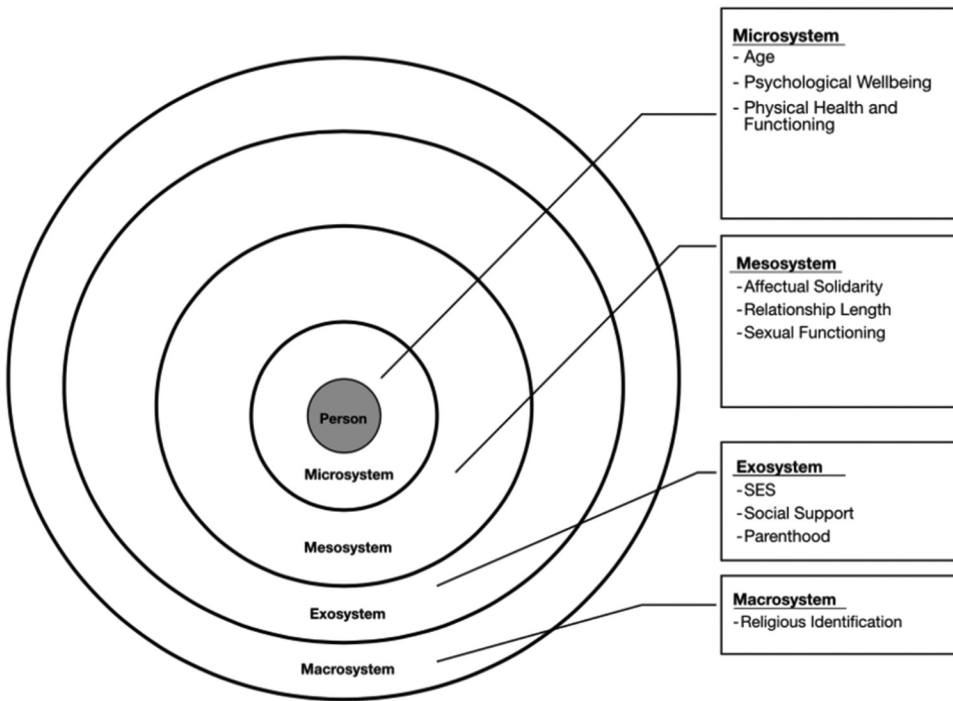 Microsystem
- Age
- Psychological Wellbeing
- Physical Health and
Functioning
Mesosystem
-Affectual Solidarity
-Relationship Length
-Sexual Functioning
Exosystem
-SES
-Social Support
-Parenthood
Macrosystem
-Religious Identification
Person
Microsystem
Mesosystem
Exosystem
Macrosystem